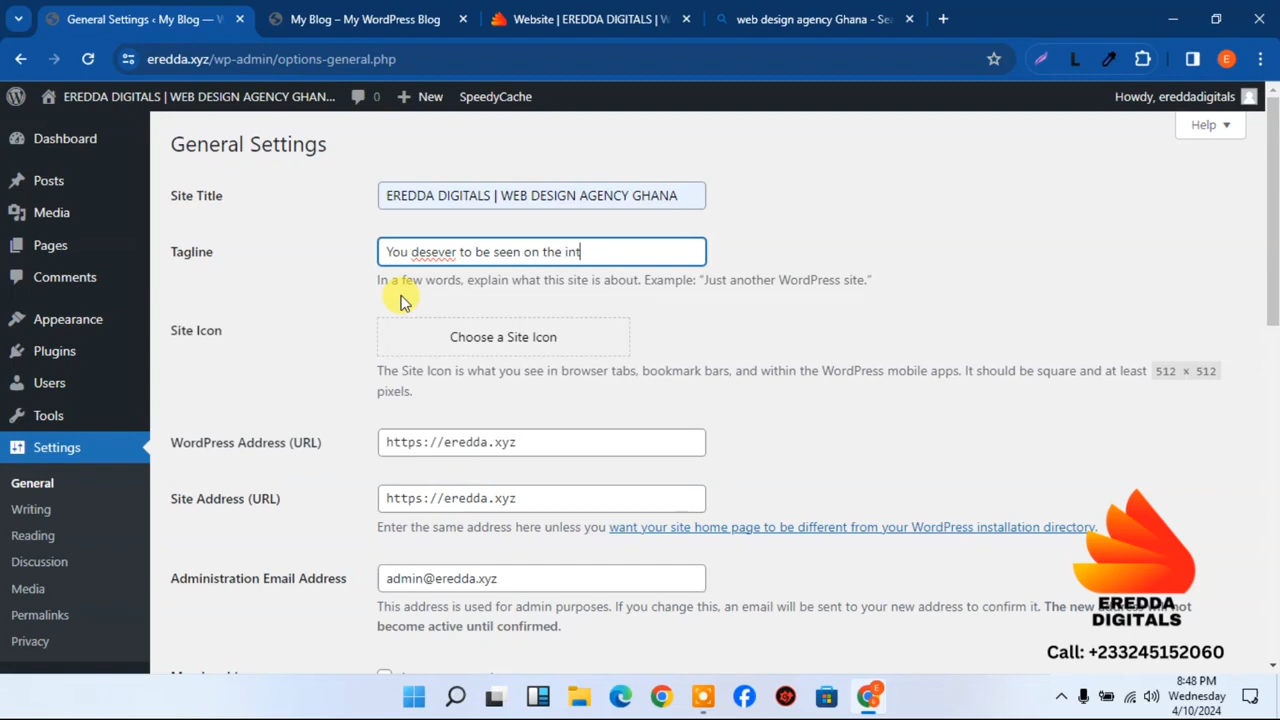 General Settings ‹ My Blog — W
My Blog – My WordPress Blog
Website | EREDDA DIGITALS | W
web design agency Ghana - Sea
eredda.xyz/wp-admin/options-general.php
L
E
EREDDA DIGITALS | WEB DESIGN AGENCY GHAN...
0
New
SpeedyCache
Howdy, ereddadigitals
Help
Dashboard
Posts
Media
Pages
Comments
Appearance
Plugins
Users
Tools
Settings
General
Writing
Reading
Discussion
Media
Permalinks
Privacy
General Settings
Site Title
EREDDA DIGITALS | WEB DESIGN AGENCY GHANA
Tagline
You desever to be seen on the int
In a few words, explain what this site is about. Example: “Just another WordPress site.”
Site Icon
Choose a Site Icon
The Site Icon is what you see in browser tabs, bookmark bars, and within the WordPress mobile apps. It should be square and at least 512 × 512
pixels.
WordPress Address (URL)
https://eredda.xyz
Site Address (URL)
https://eredda.xyz
Enter the same address here unless you want your site home page to be different from your WordPress installation directory.
Administration Email Address
admin@eredda.xyz
This address is used for admin purposes. If you change this, an email will be sent to your new address to confirm it. The new address will not
become active until confirmed.
EREDDA
DIGITALS
Call: +233245152060
E
8:48 PM
Wednesday
4/10/2024